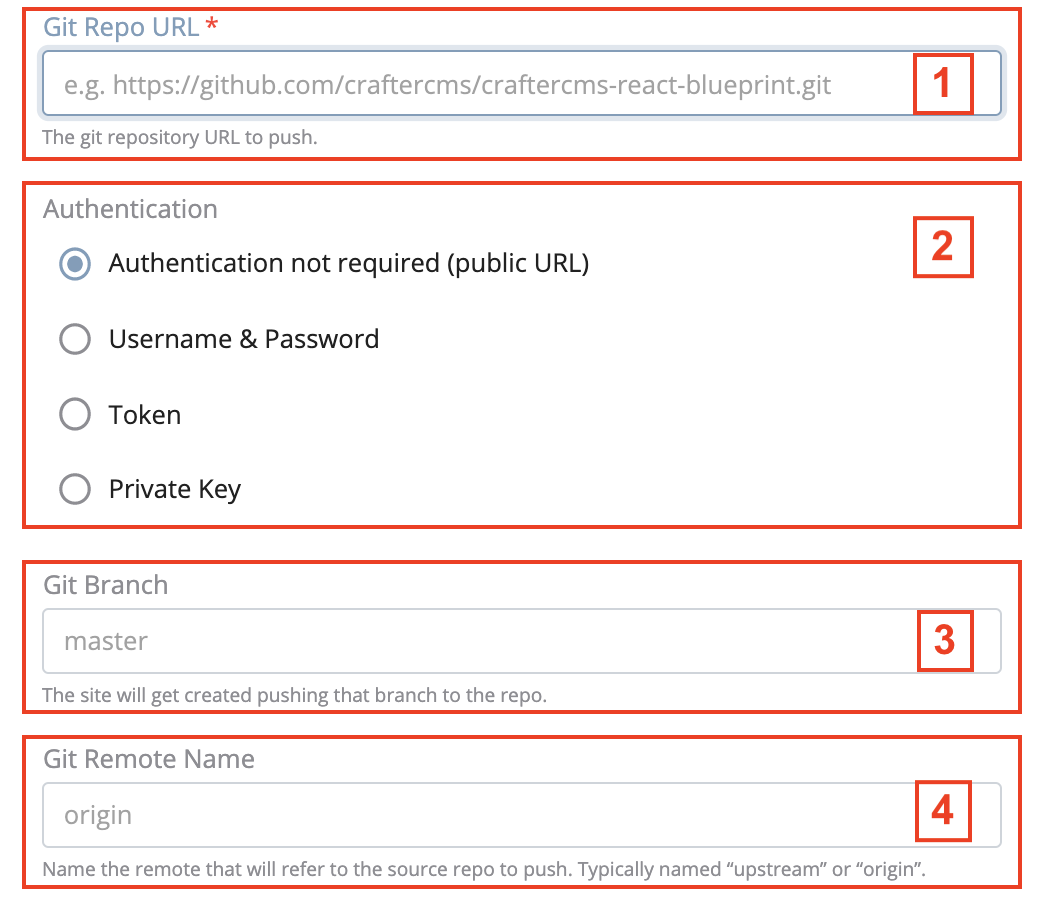 Git Repo URL *
e.g. https://github.com/craftercms/craftercms-react-blueprint.git
1
The git repository URL to push.
Authentication
2
Authentication not required (public URL)
Username & Password
Token
Private Key
Git Branch
master
3
The site will get created pushing that branch to the repo.
Git Remote Name
origin
4
Name the remote that will refer to the source repo to push. Typically named “upstream” or “origin”.